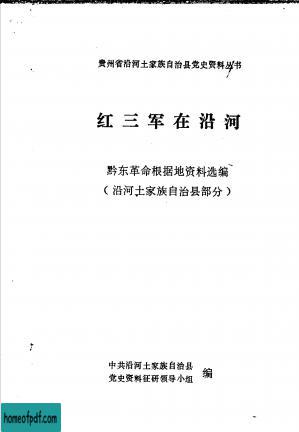 贵州省沿河土家族自治县党史资料丛书
红三军在沿河
黔东革命根据地资料选编
（沿河土家族自治县部分）
中共沿河土家族自治县
党史资料征研领导小组 编
homeofpdf.com
homeofpdf.com